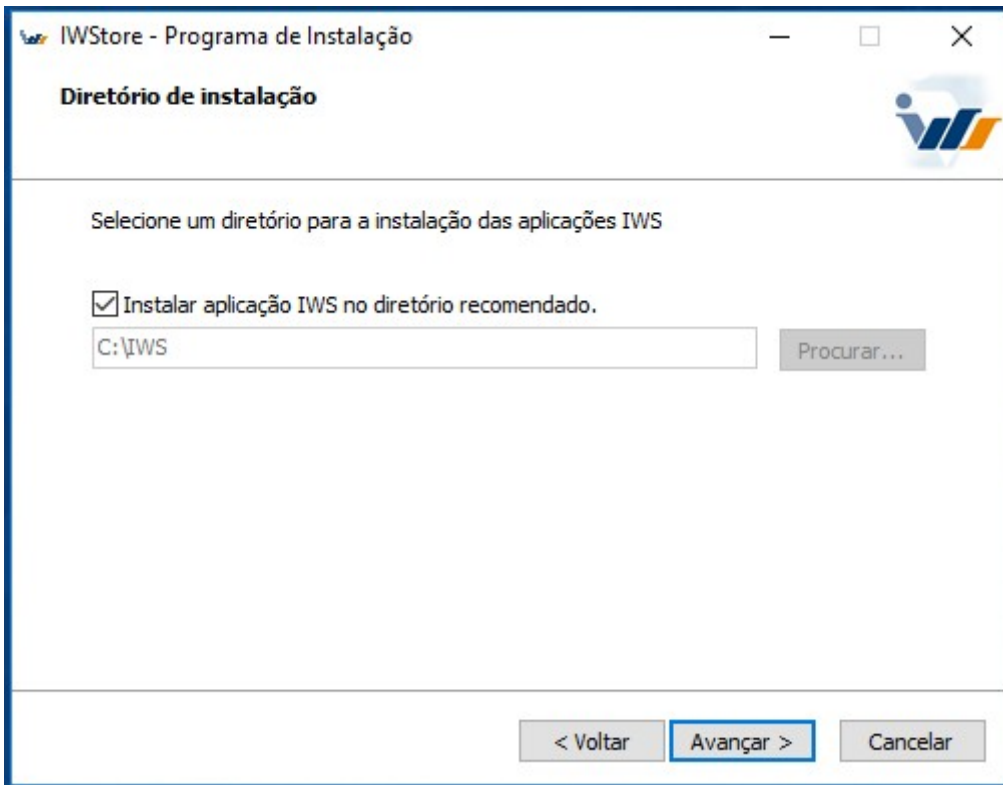 IWStore - Programa de Instalação
Diretório de instalação
iws
Selecione um diretório para a instalação das aplicações IWS
Instalar aplicação IWS no diretório recomendado.
C:\IWS
Procurar...
< Voltar
Avançar >
Cancelar